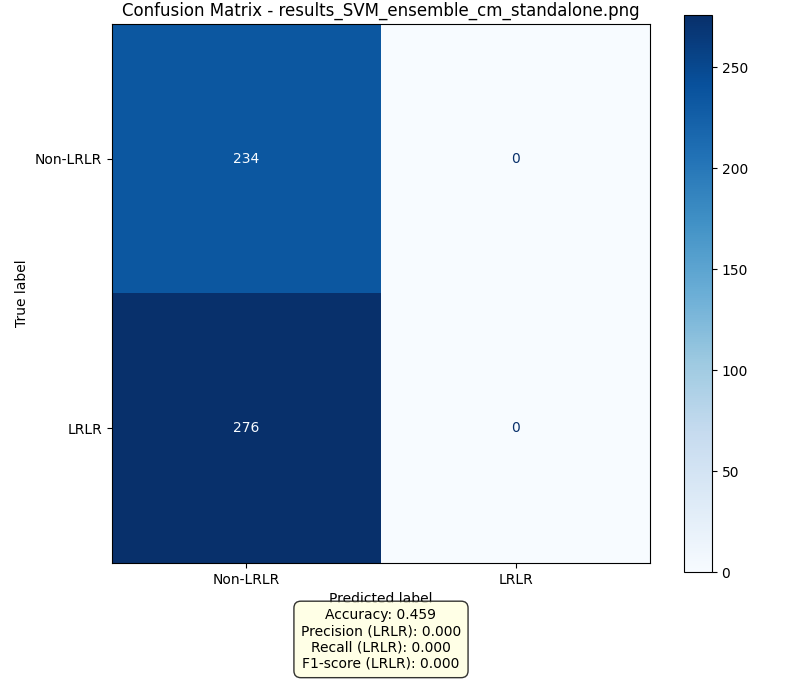 Confusion Matrix - results_SVM_ensemble_cm_standalone.png
Non-LRLR
234
0
LRLR
276
0
True label
Non-LRLR
LRLR
Predicted label
250
200
150
100
50
0
Accuracy: 0.459
Precision (LRLR): 0.000
Recall (LRLR): 0.000
F1-score (LRLR): 0.000